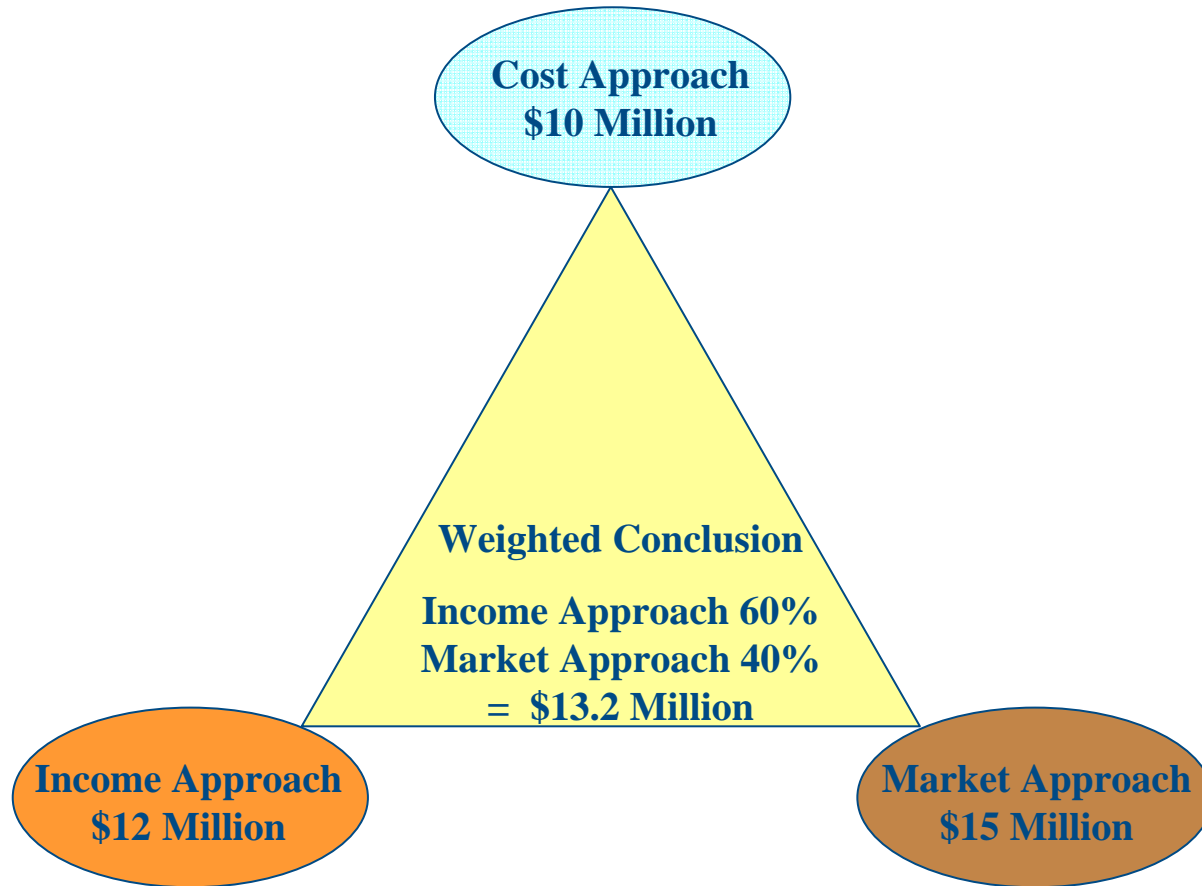 Cost Approach
$10 Million
Weighted Conclusion
Income Approach 60%
Market Approach 40%
= $13.2 Million
Income Approach
$12 Million
Market Approach
$15 Million